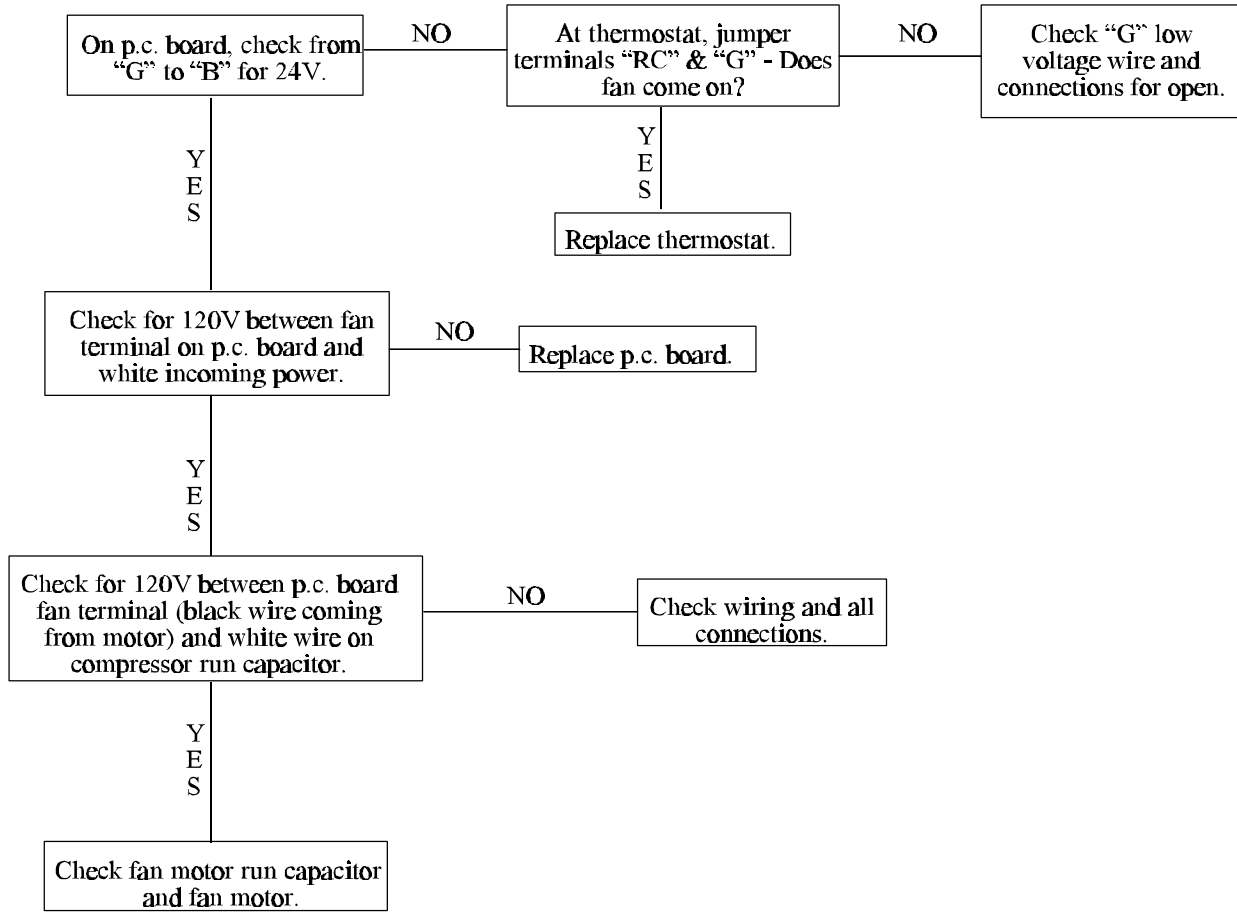 On p.c. board, check from
“G” to “B” for 24V.
NO
At thermostat, jumper
terminals “RC” & “G” - Does
fan come on?
NO
Check “G” low
voltage wire and
connections for open.
Y
E
S
Y
E
S
Replace thermostat.
Check for 120V between fan
terminal on p.c. board and
white incoming power.
NO
Replace p.c. board.
Y
E
S
Check for 120V between p.c. board
fan terminal (black wire coming
from motor) and white wire on
compressor run capacitor.
NO
Check wiring and all
connections.
Y
E
S
Check fan motor run capacitor
and fan motor.